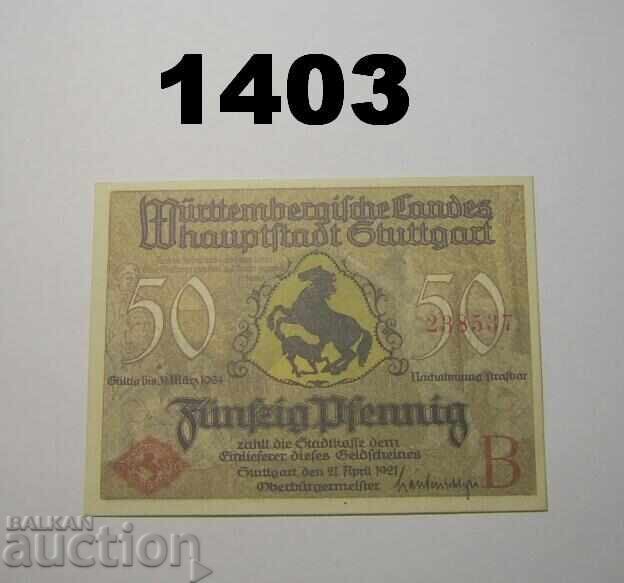 1403
Württembergische Landes
hauptstadt Stuttgart
50
50
238537
Gültig bis 31. März 1924
Nachahmung strafbar
Fünfzig Pfennig
zahlt die Stadtkasse dem
Einlieferer dieses Geldscheines
Stuttgart, den 21. April 1921
Oberbürgermeister
B
BALKAN
auction